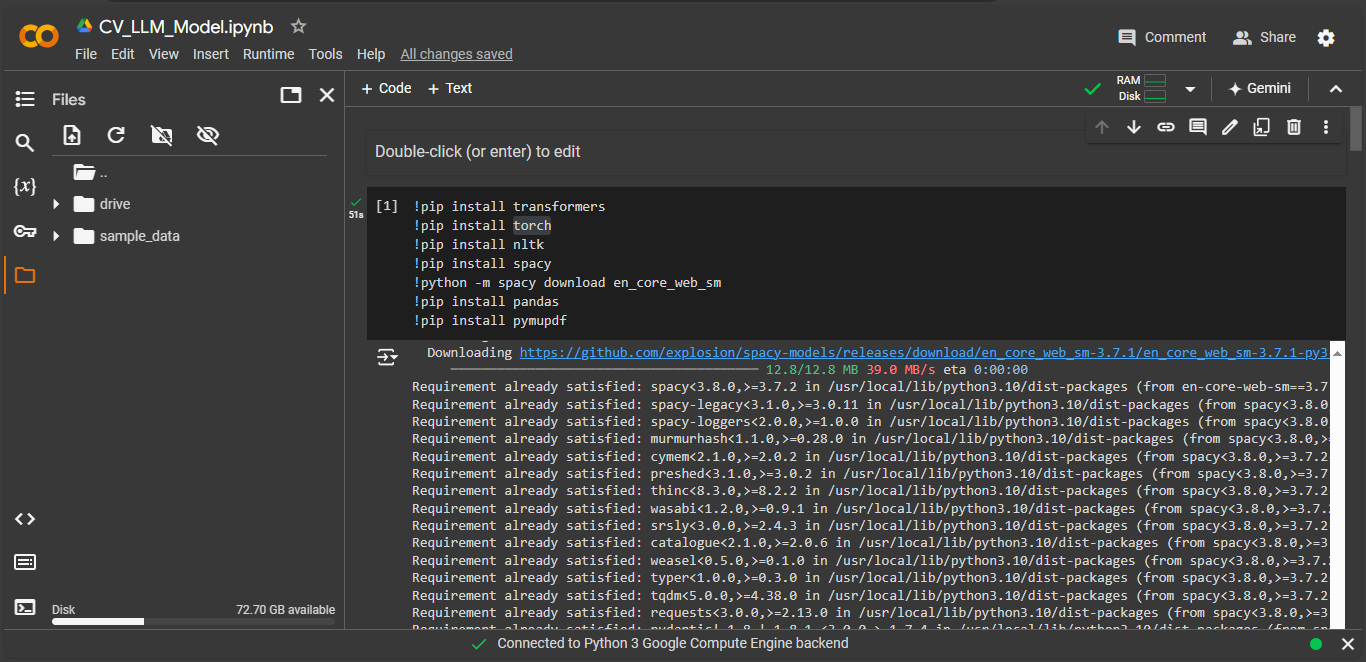 CV_LLM_Model.ipynb
File Edit View Insert Runtime Tools Help All changes saved
Comment Share
Files
+ Code + Text
RAM
Disk
Gemini
..
drive
sample_data
{x}
Double-click (or enter) to edit
51s
[1] !pip install transformers
!pip install torch
!pip install nltk
!pip install spacy
!python -m spacy download en_core_web_sm
!pip install pandas
!pip install pymupdf
Downloading https://github.com/explosion/spacy-models/releases/download/en_core_web_sm-3.7.1/en_core_web_sm-3.7.1-py3
12.8/12.8 MB 39.0 MB/s eta 0:00:00
Requirement already satisfied: spacy<3.8.0,>=3.7.2 in /usr/local/lib/python3.10/dist-packages (from en-core-web-sm==3.7
Requirement already satisfied: spacy-legacy<3.1.0,>=3.0.11 in /usr/local/lib/python3.10/dist-packages (from spacy<3.8.0
Requirement already satisfied: spacy-loggers<2.0.0,>=1.0.0 in /usr/local/lib/python3.10/dist-packages (from spacy<3.8.0
Requirement already satisfied: murmurhash<1.1.0,>=0.28.0 in /usr/local/lib/python3.10/dist-packages (from spacy<3.8.0,>
Requirement already satisfied: cymem<2.1.0,>=2.0.2 in /usr/local/lib/python3.10/dist-packages (from spacy<3.8.0,>=3.7.2
Requirement already satisfied: preshed<3.1.0,>=3.0.2 in /usr/local/lib/python3.10/dist-packages (from spacy<3.8.0,>=3.7
Requirement already satisfied: thinc<8.3.0,>=8.2.2 in /usr/local/lib/python3.10/dist-packages (from spacy<3.8.0,>=3.7.2
Requirement already satisfied: wasabi<1.2.0,>=0.9.1 in /usr/local/lib/python3.10/dist-packages (from spacy<3.8.0,>=3.7.
Requirement already satisfied: srsly<3.0.0,>=2.4.3 in /usr/local/lib/python3.10/dist-packages (from spacy<3.8.0,>=3.7.2
Requirement already satisfied: catalogue<2.1.0,>=2.0.6 in /usr/local/lib/python3.10/dist-packages (from spacy<3.8.0,>=3
Requirement already satisfied: weasel<0.5.0,>=0.1.0 in /usr/local/lib/python3.10/dist-packages (from spacy<3.8.0,>=3.7.
Requirement already satisfied: typer<1.0.0,>=0.3.0 in /usr/local/lib/python3.10/dist-packages (from spacy<3.8.0,>=3.7.2
Requirement already satisfied: tqdm<5.0.0,>=4.38.0 in /usr/local/lib/python3.10/dist-packages (from spacy<3.8.0,>=3.7.2
Requirement already satisfied: requests<3.0.0,>=2.13.0 in /usr/local/lib/python3.10/dist-packages (from spacy<3.8.0,>=3
Disk 72.70 GB available
Connected to Python 3 Google Compute Engine backend